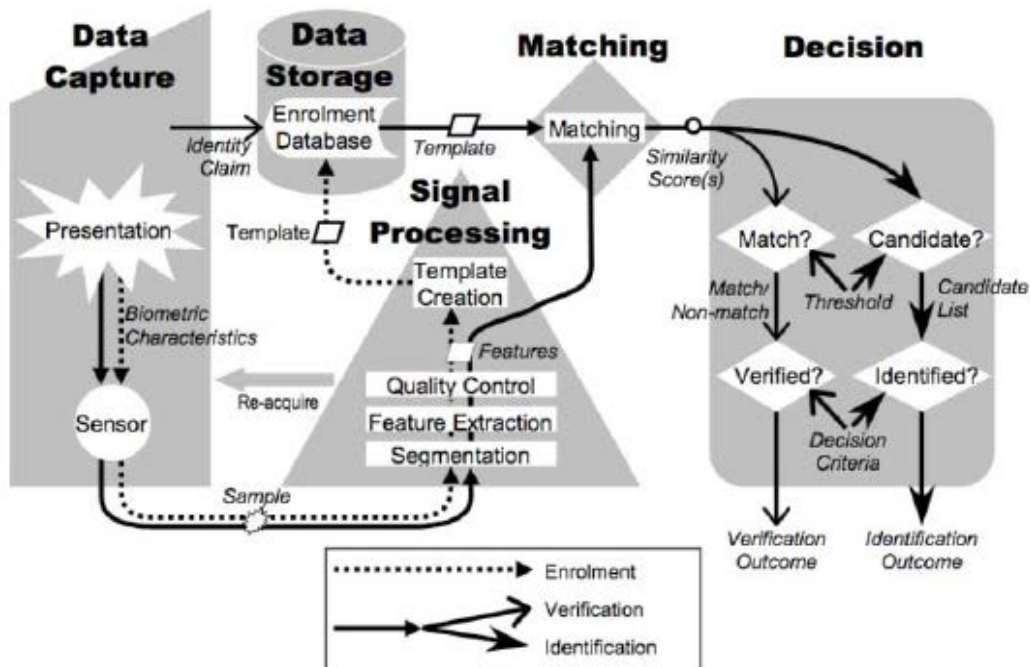 Data
Capture
Data
Storage
Matching
Decision
Identity
Claim
Enrolment
Database
Template
Matching
Similarity
Score(s)
Presentation
Template
Signal
Processing
Template
Creation
Match?
Candidate?
Biometric
Characteristics
Features
Match/
Non-match
Threshold
Candidate
List
Sensor
Re-acquire
Quality Control
Feature Extraction
Segmentation
Verified?
Identified?
Decision
Criteria
Sample
Verification
Outcome
Identification
Outcome
Enrolment
Verification
Identification